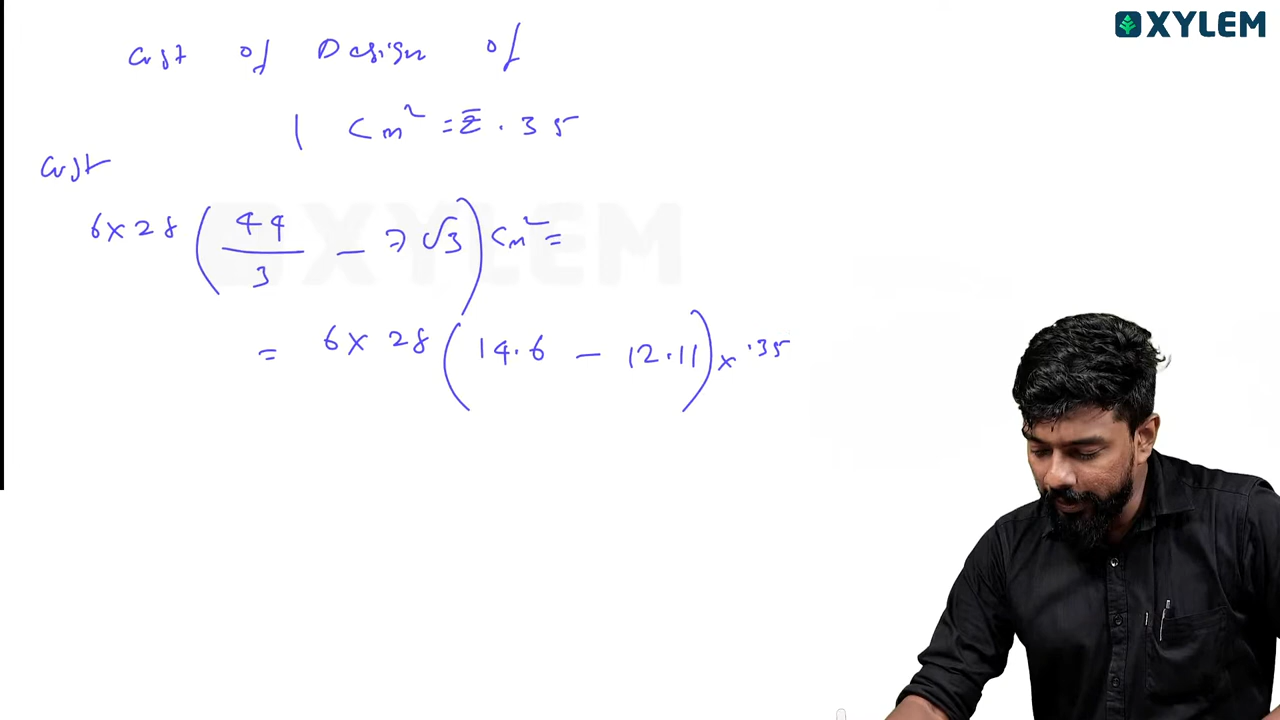 XYLEM
Cost of Design of
1 Cm² = ₹ .35
Cost
6 x 28 ( 44/3 - 7 √3 ) Cm² =
= 6 x 28 ( 14.6 - 12.11 ) x .35
XYLEM